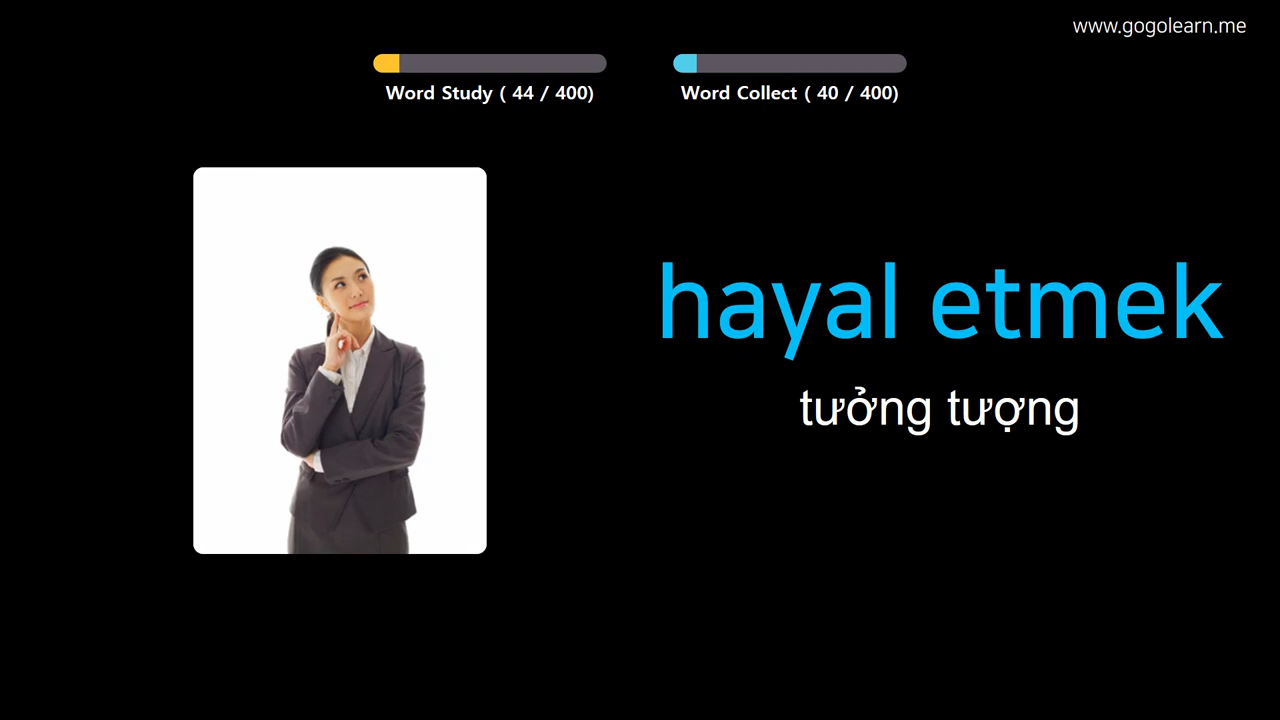 www.gogolearn.me
Word Study ( 44 / 400)
Word Collect ( 40 / 400)
hayal etmek
tưởng tượng